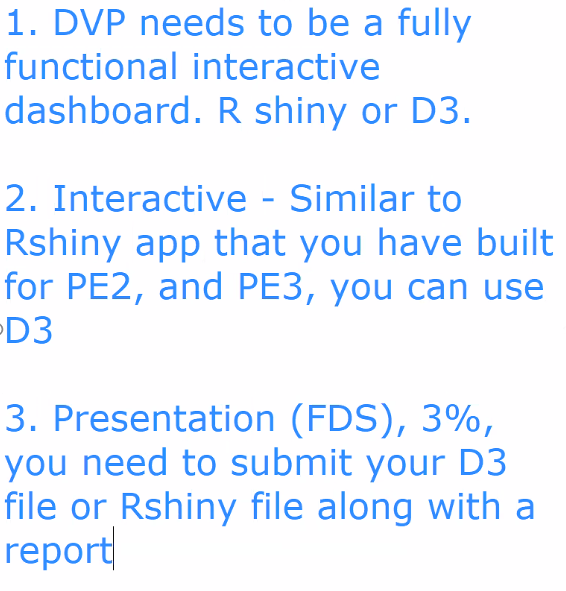 1. DVP needs to be a fully
functional interactive
dashboard. R shiny or D3.
2. Interactive - Similar to
Rshiny app that you have built
for PE2, and PE3, you can use
D3
3. Presentation (FDS), 3%,
you need to submit your D3
file or Rshiny file along with a
report